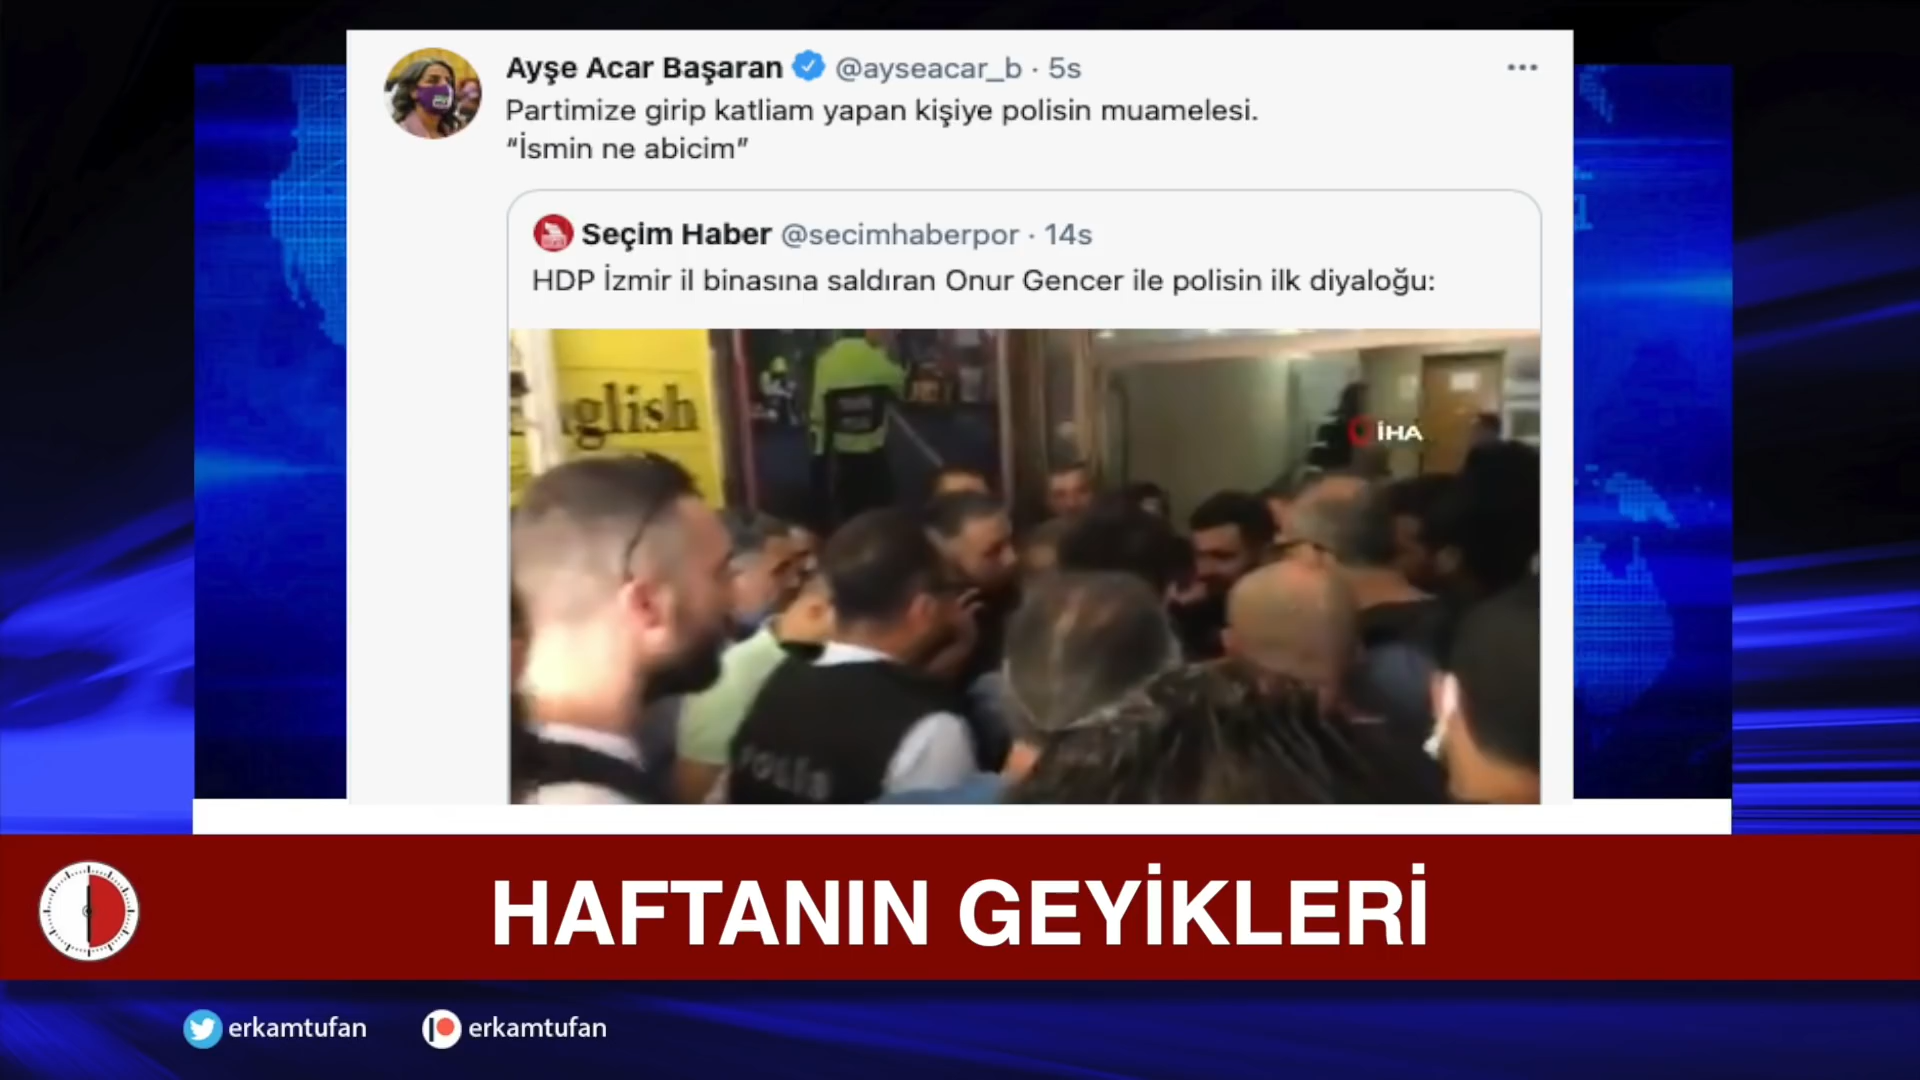 Ayşe Acar Başaran @ayseacar_b · 5s
Partimize girip katliam yapan kişiye polisin muamelesi.
“İsmin ne abicim”
Seçim Haber @secimhaberpor · 14s
HDP İzmir il binasına saldıran Onur Gencer ile polisin ilk diyaloğu:
glish
İHA
POLİS
HAFTANIN GEYİKLERİ
erkamtufan
erkamtufan